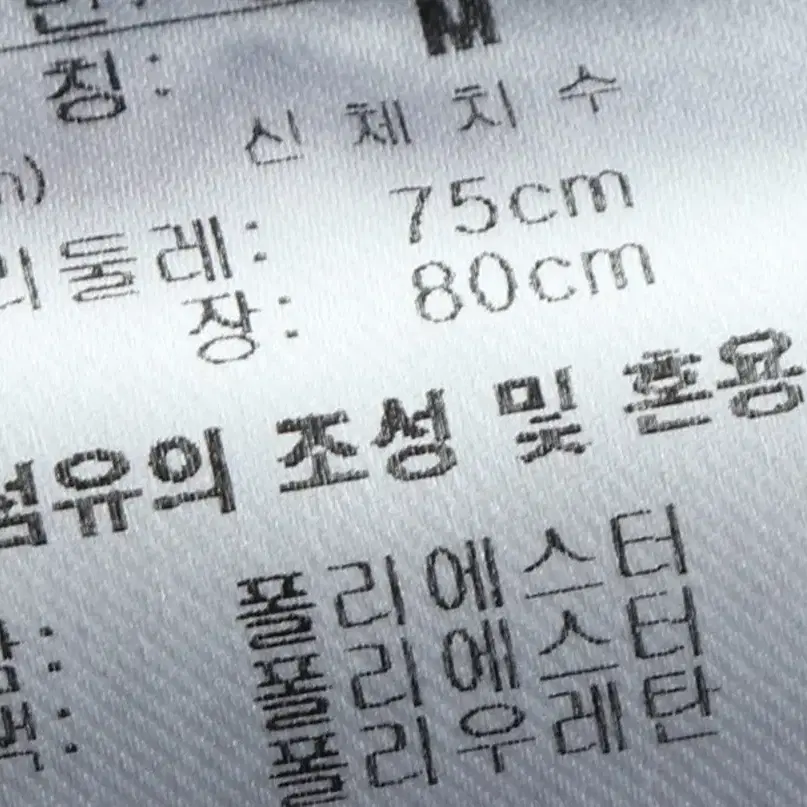 M
칭:
신체치수
리둘레: 75cm
장: 80cm
섬유의 조성 및 혼용
폴리에스터
폴리에스터
폴리우레탄